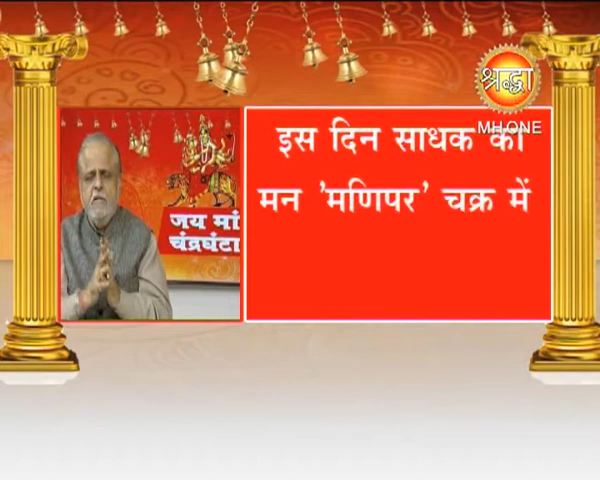 श्रद्धा
MH ONE
इस दिन साधक का
मन 'मणिपर' चक्र में
जय मां
चंद्रघंटा